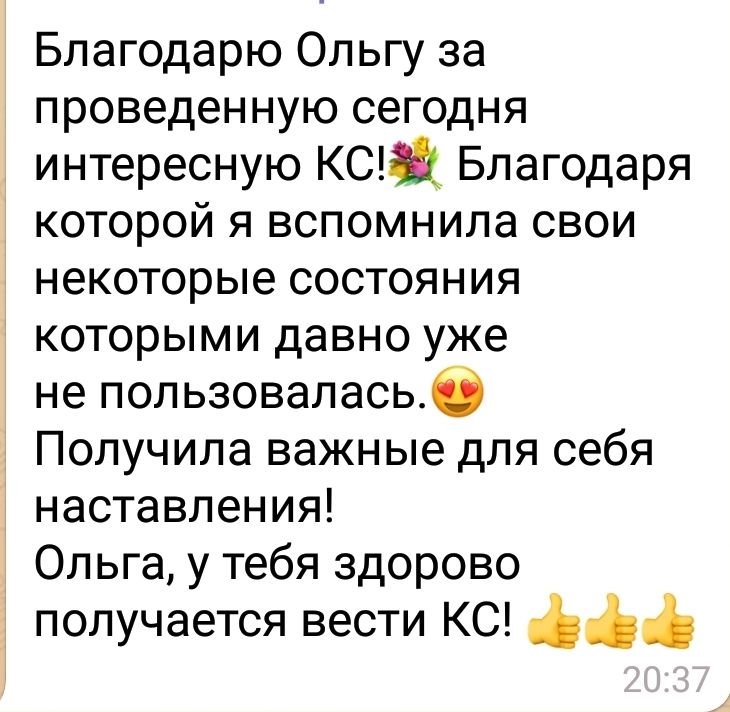 Благодарю Ольгу за
проведенную сегодня
интересную КС!💐 Благодаря
которой я вспомнила свои
некоторые состояния
которыми давно уже
не пользовалась.😍
Получила важные для себя
наставления!
Ольга, у тебя здорово
получается вести КС! 👍👍👍
20:37